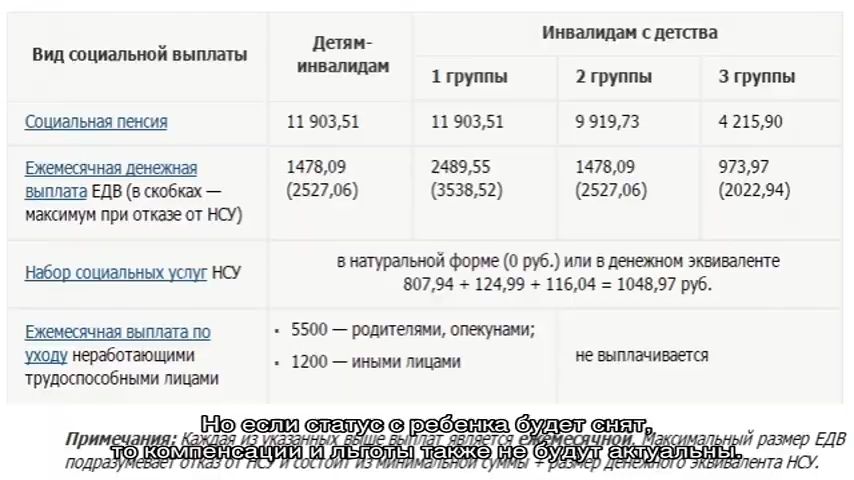 Вид социальной выплаты
Детям-
инвалидам
Инвалидам с детства
1 группы
2 группы
3 группы
Социальная пенсия
11 903,51
11 903,51
9 919,73
4 215,90
Ежемесячная денежная
выплата ЕДВ (в скобках —
максимум при отказе от НСУ)
1478,09
(2527,06)
2489,55
(3538,52)
1478,09
(2527,06)
973,97
(2022,94)
Набор социальных услуг НСУ
в натуральной форме (0 руб.) или в денежном эквиваленте
807,94 + 124,99 + 116,04 = 1048,97 руб.
Ежемесячная выплата по
уходу неработающими
трудоспособными лицами
▪ 5500 — родителями, опекунами;
▪ 1200 — иными лицами
не выплачивается
Но если статус с ребенка будет снят,
то компенсации и льготы также не будут актуальны.
Примечания: Каждая из указанных выше выплат является ежемесячной. Максимальный размер ЕДВ
подразумевает отказ от НСУ и состоит из минимальной суммы + размер денежного эквивалента НСУ.